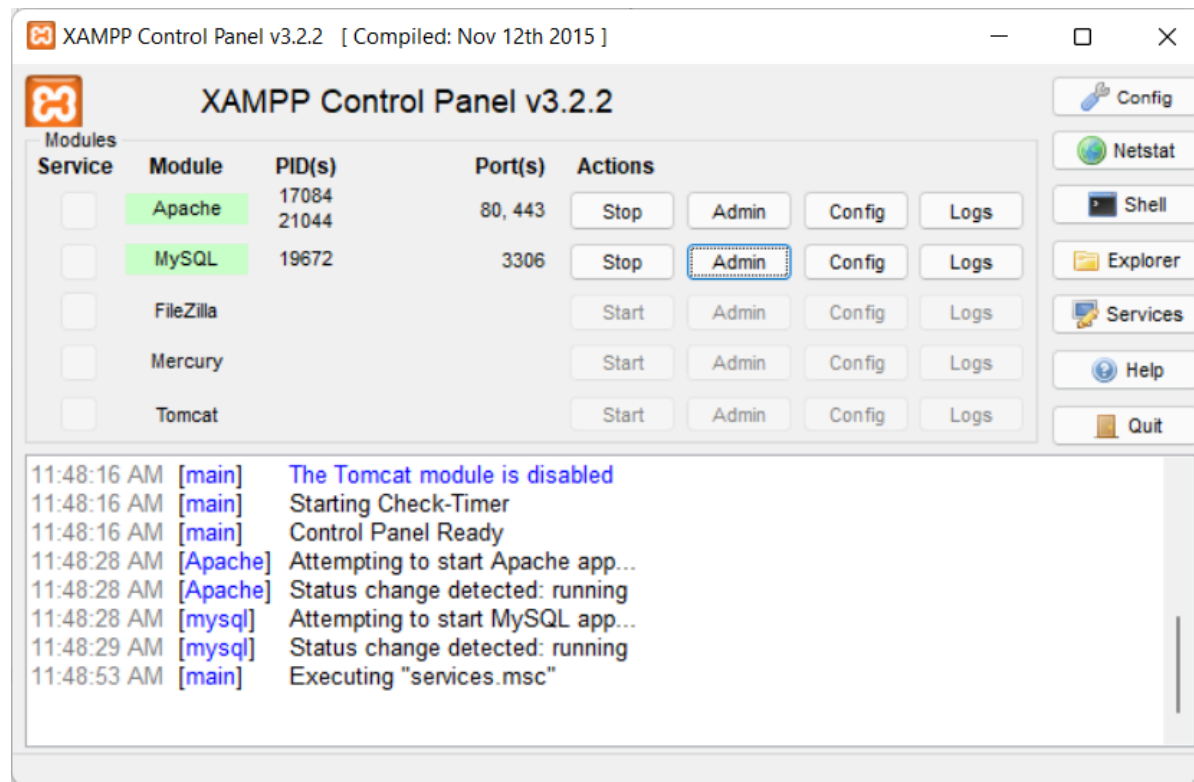 XAMPP Control Panel v3.2.2 [ Compiled: Nov 12th 2015 ]
XAMPP Control Panel v3.2.2
Config
Modules
Netstat
Service Module PID(s) Port(s) Actions
Apache 17084 21044 80, 443 Stop Admin Config Logs
Shell
MySQL 19672 3306 Stop Admin Config Logs
Explorer
FileZilla Start Admin Config Logs
Services
Mercury Start Admin Config Logs
Help
Tomcat Start Admin Config Logs
Quit
11:48:16 AM [main] The Tomcat module is disabled
11:48:16 AM [main] Starting Check-Timer
11:48:16 AM [main] Control Panel Ready
11:48:28 AM [Apache] Attempting to start Apache app...
11:48:28 AM [Apache] Status change detected: running
11:48:28 AM [mysql] Attempting to start MySQL app...
11:48:29 AM [mysql] Status change detected: running
11:48:53 AM [main] Executing "services.msc"